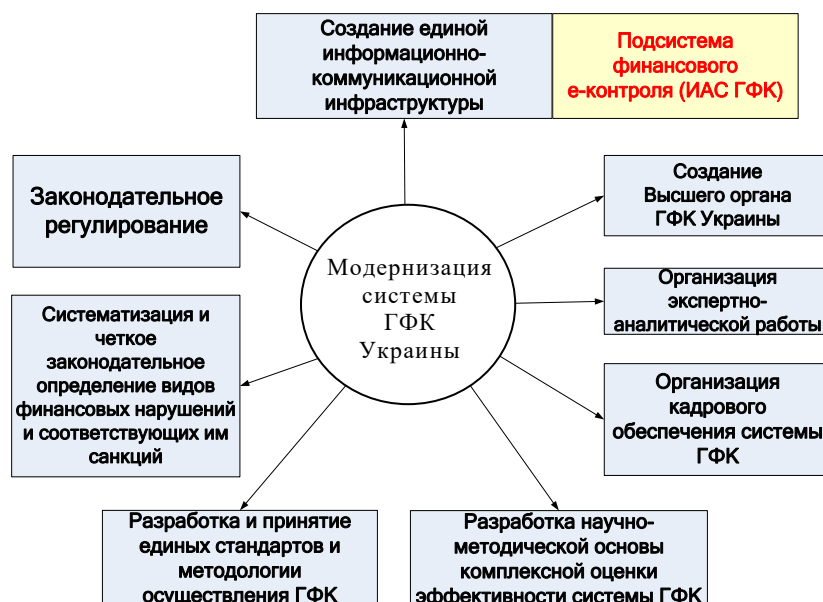 Создание единой
информационно-
коммуникационной
инфраструктуры
Подсистема
финансового
е-контроля (ИАС ГФК)
Законодательное
регулирование
Создание
Высшего органа
ГФК Украины
Модернизация
системы
ГФК
Украины
Организация
экспертно-
аналитической работы
Систематизация и
четкое
законодательное
определение видов
финансовых нарушений
и соответствующих им
санкций
Организация
кадрового
обеспечения системы
ГФК
Разработка и принятие
единых стандартов и
методологии
осуществления ГФК
Разработка научно-
методической основы
комплексной оценки
эффективности системы ГФК